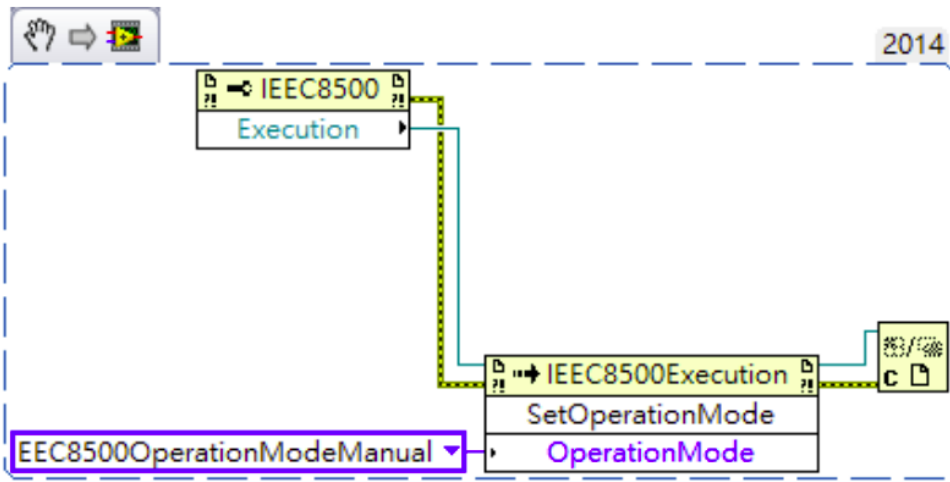 2014
IEEC8500
Execution
IEEC8500Execution
SetOperationMode
OperationMode
EEC8500OperationModeManual
C